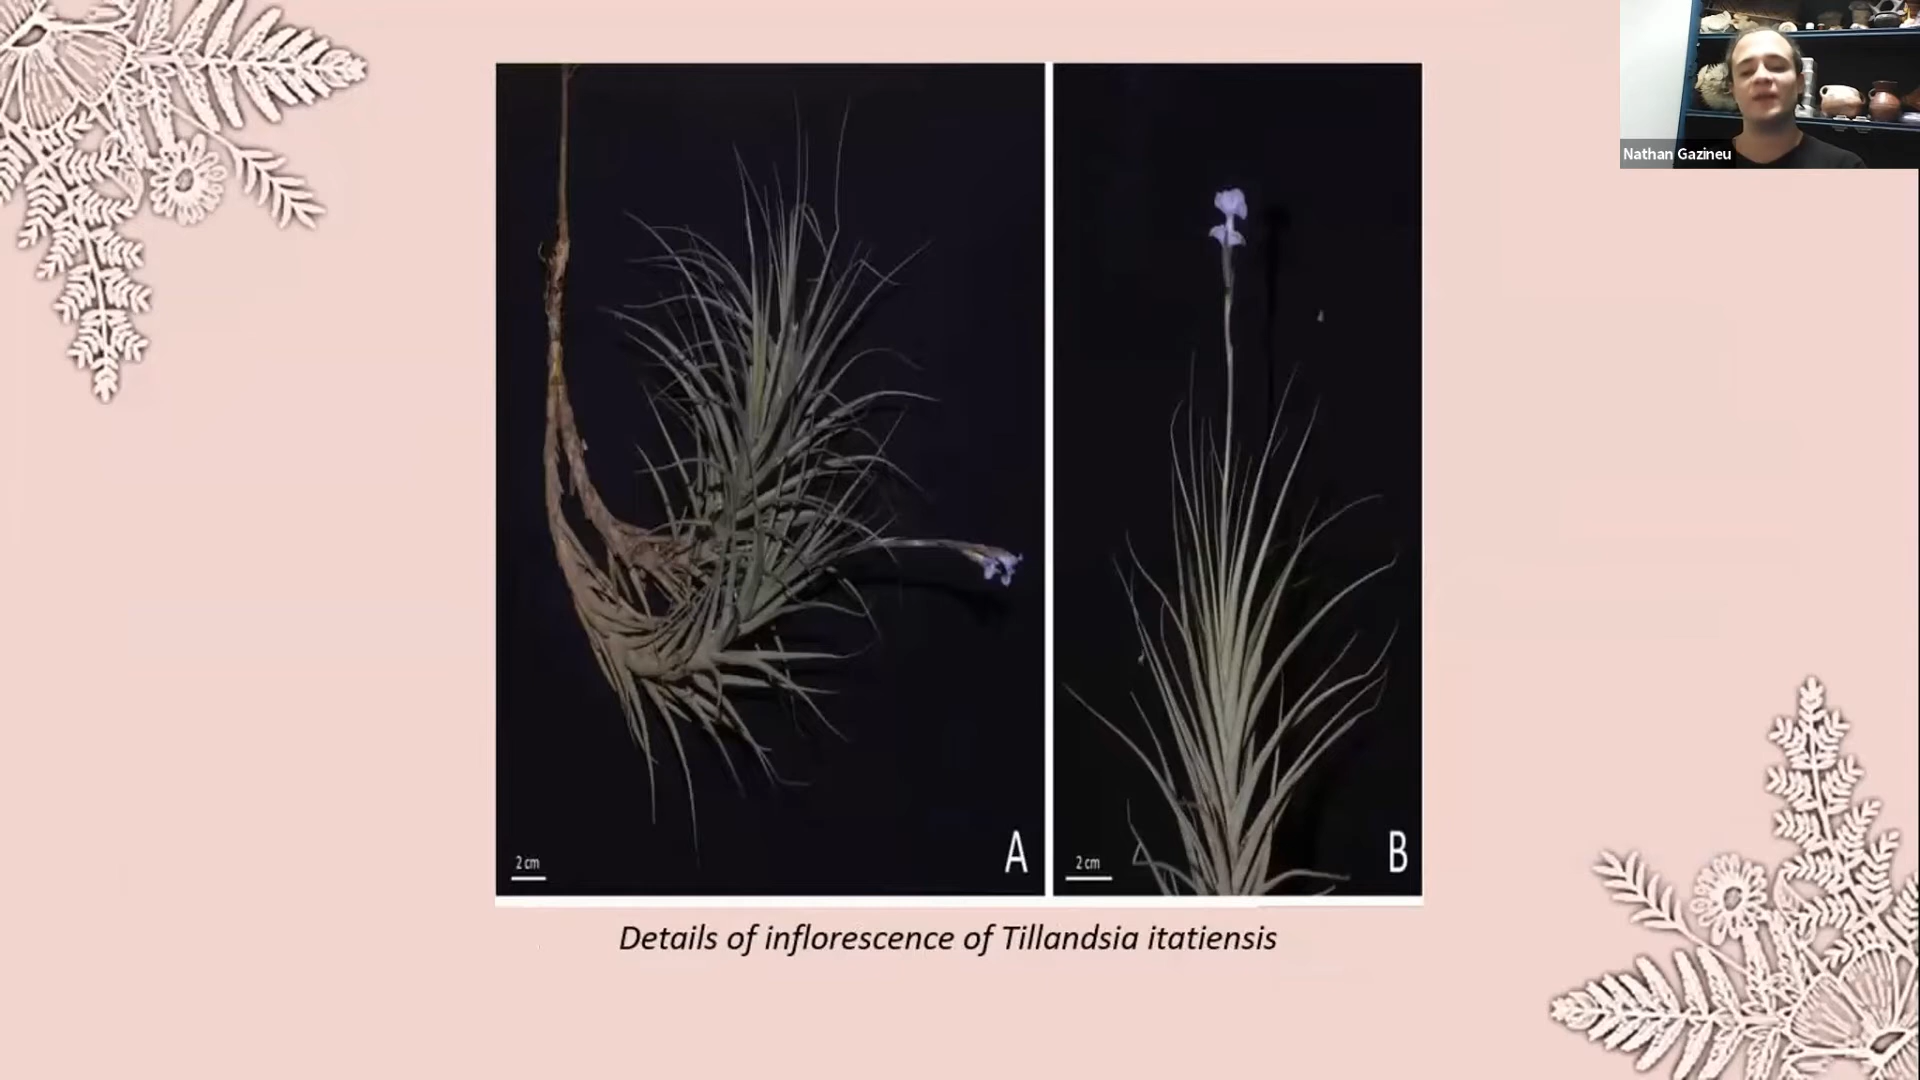 Nathan Gazineu
2 cm
A
2 cm
B
Details of inflorescence of Tillandsia itatiensis